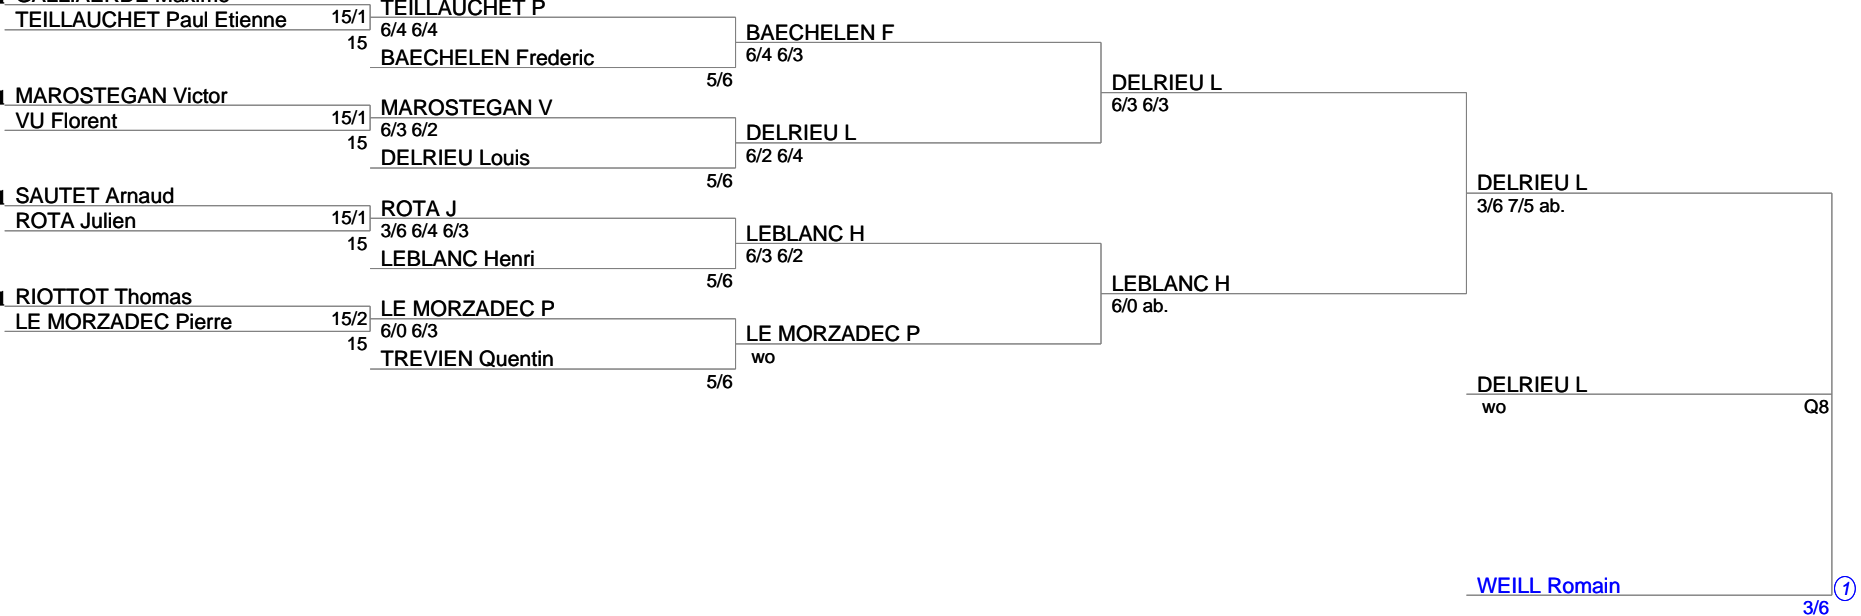 TEILLAUCHET Paul Etienne 15/1
15
TEILLAUCHET P
6/4 6/4
BAECHELEN Frederic
5/6
BAECHELEN F
6/4 6/3
MAROSTEGAN Victor
VU Florent 15/1
15
MAROSTEGAN V
6/3 6/2
DELRIEU Louis
5/6
DELRIEU L
6/2 6/4
DELRIEU L
6/3 6/3
SAUTET Arnaud
ROTA Julien 15/1
15
ROTA J
3/6 6/4 6/3
LEBLANC Henri
5/6
LEBLANC H
6/3 6/2
RIOTTOT Thomas
LE MORZADEC Pierre 15/2
15
LE MORZADEC P
6/0 6/3
TREVIEN Quentin
5/6
LE MORZADEC P
wo
LEBLANC H
6/0 ab.
DELRIEU L
3/6 7/5 ab.
DELRIEU L
wo Q8
WEILL Romain 1
3/6